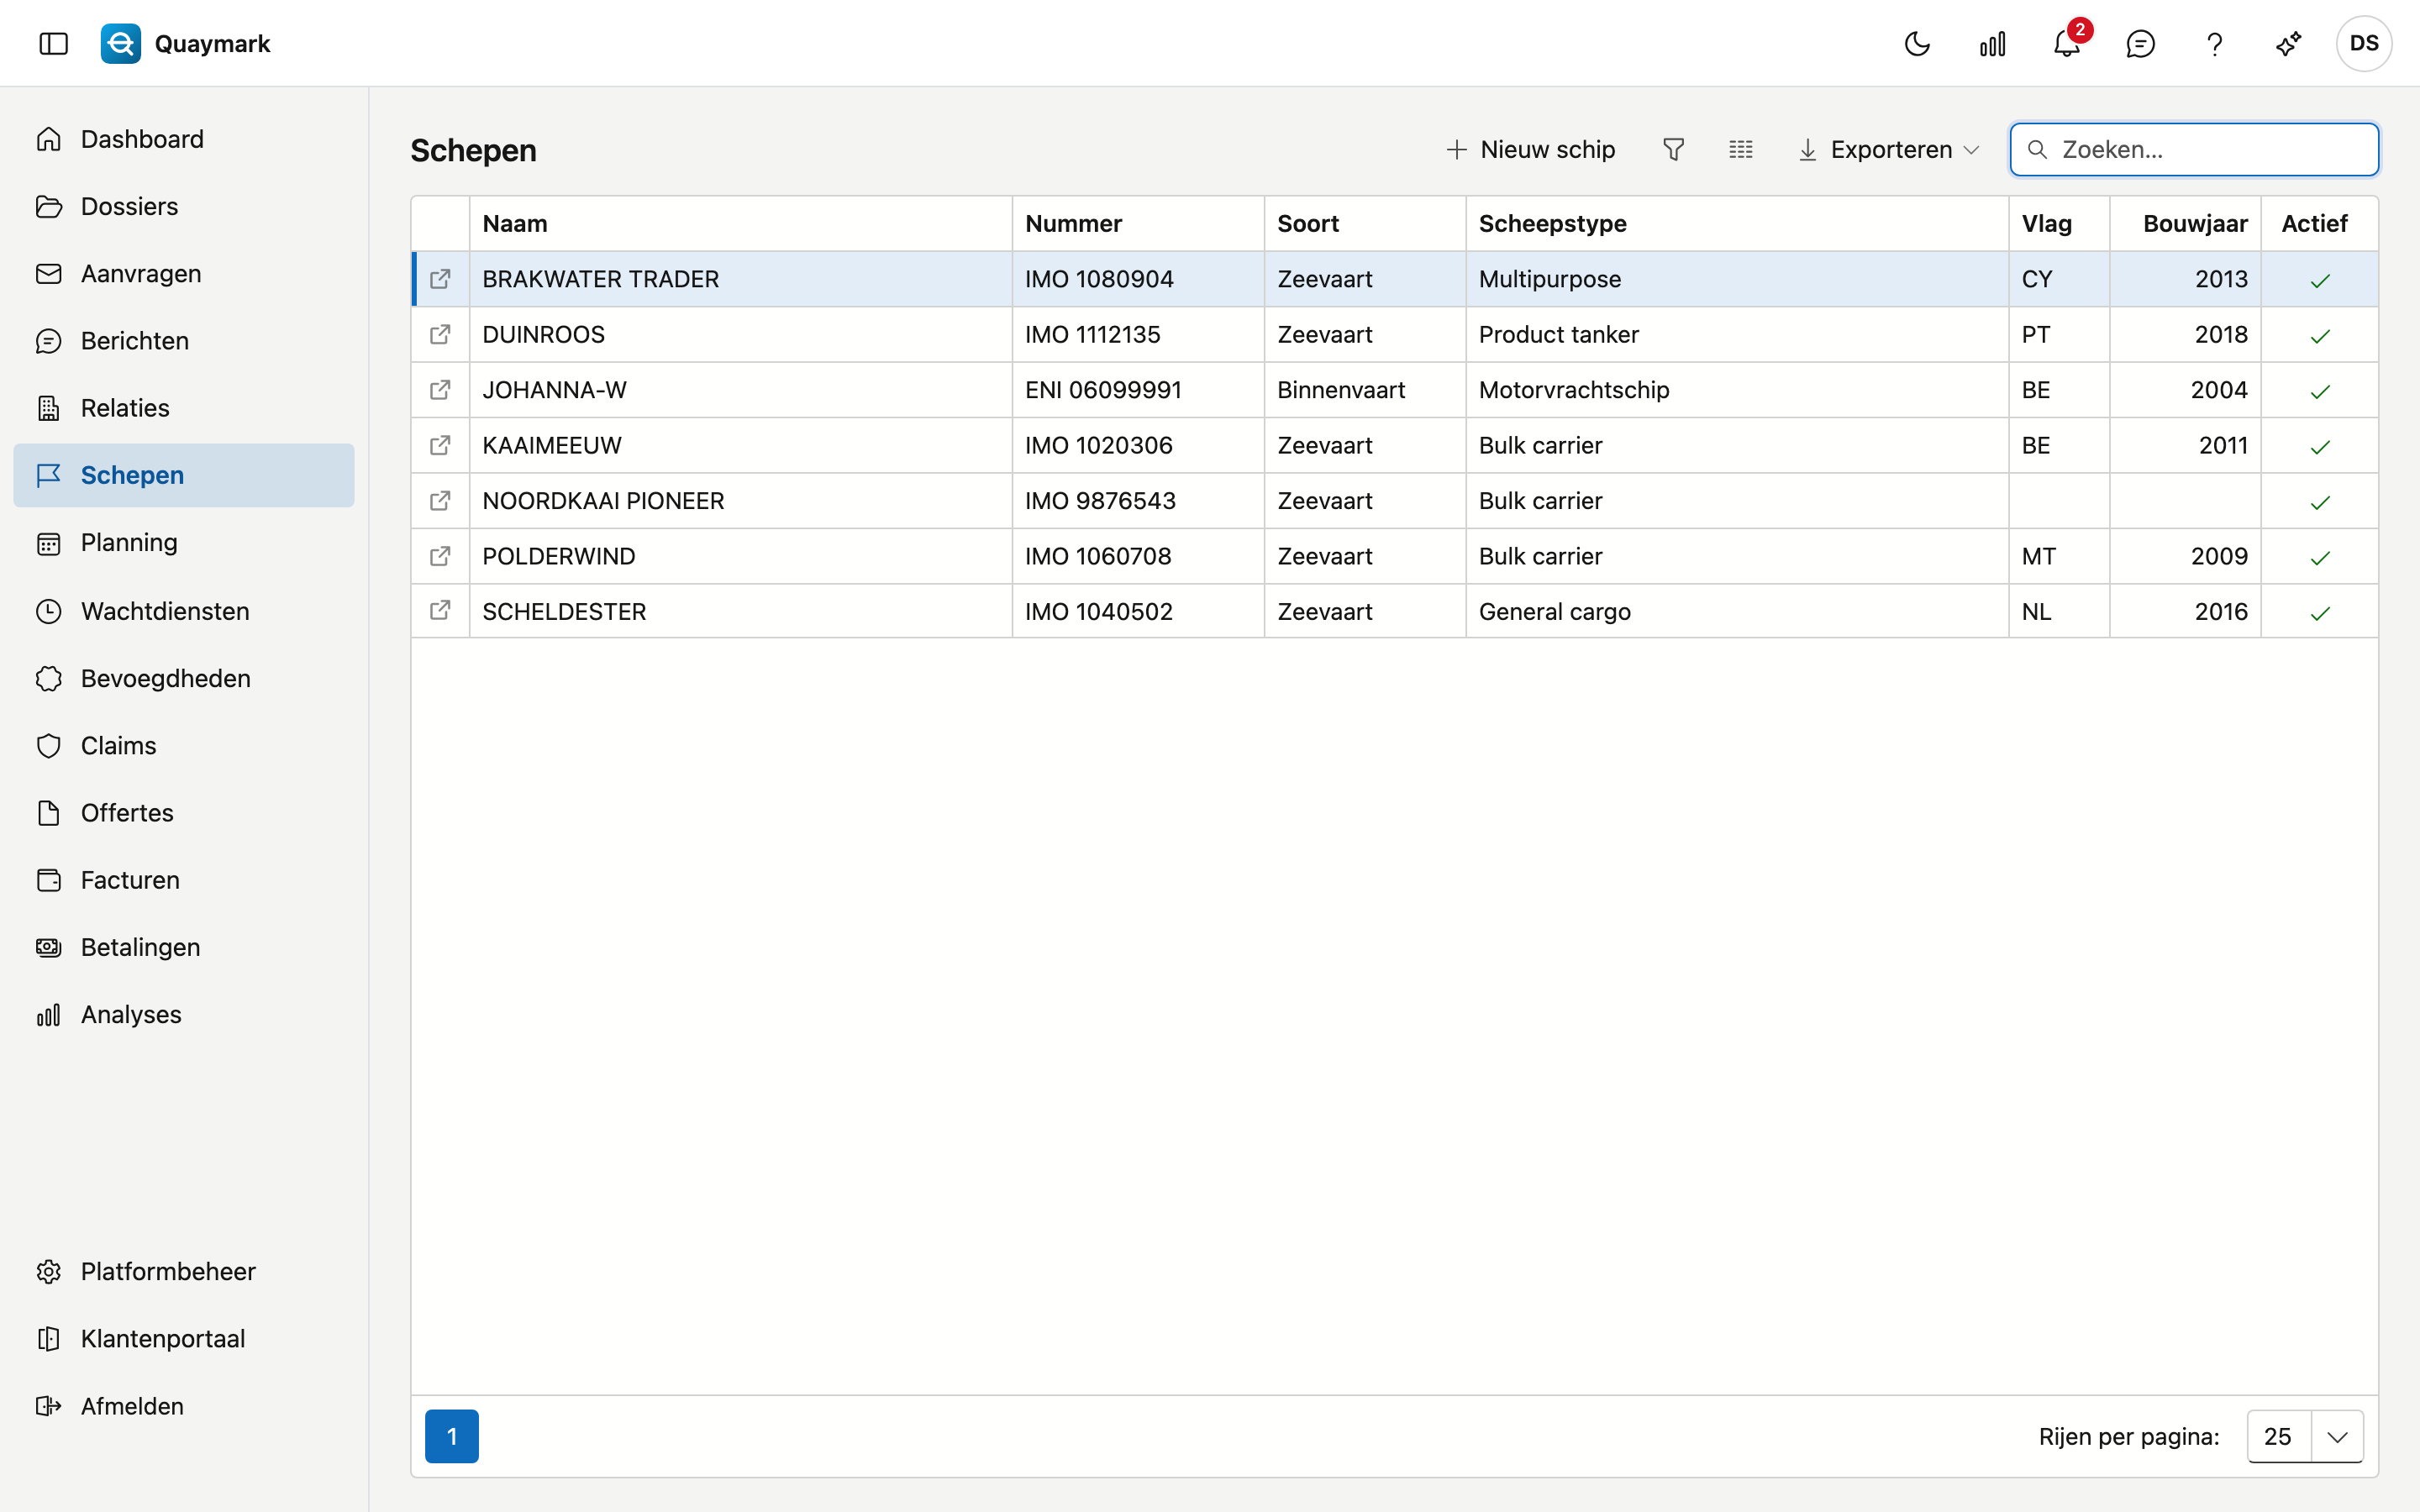 Quaymark
2
DS
Dashboard
Dossiers
Aanvragen
Berichten
Relaties
Schepen
Planning
Wachtdiensten
Bevoegdheden
Claims
Offertes
Facturen
Betalingen
Analyses
Platformbeheer
Klantenportaal
Afmelden
Schepen
Nieuw schip
Exporteren
Zoeken...
Naam Nummer Soort Scheepstype Vlag Bouwjaar Actief
BRAKWATER TRADER IMO 1080904 Zeevaart Multipurpose CY 2013
DUINROOS IMO 1112135 Zeevaart Product tanker PT 2018
JOHANNA-W ENI 06099991 Binnenvaart Motorvrachtschip BE 2004
KAAIMEEUW IMO 1020306 Zeevaart Bulk carrier BE 2011
NOORDKAAI PIONEER IMO 9876543 Zeevaart Bulk carrier
POLDERWIND IMO 1060708 Zeevaart Bulk carrier MT 2009
SCHELDESTER IMO 1040502 Zeevaart General cargo NL 2016
1
Rijen per pagina: 25